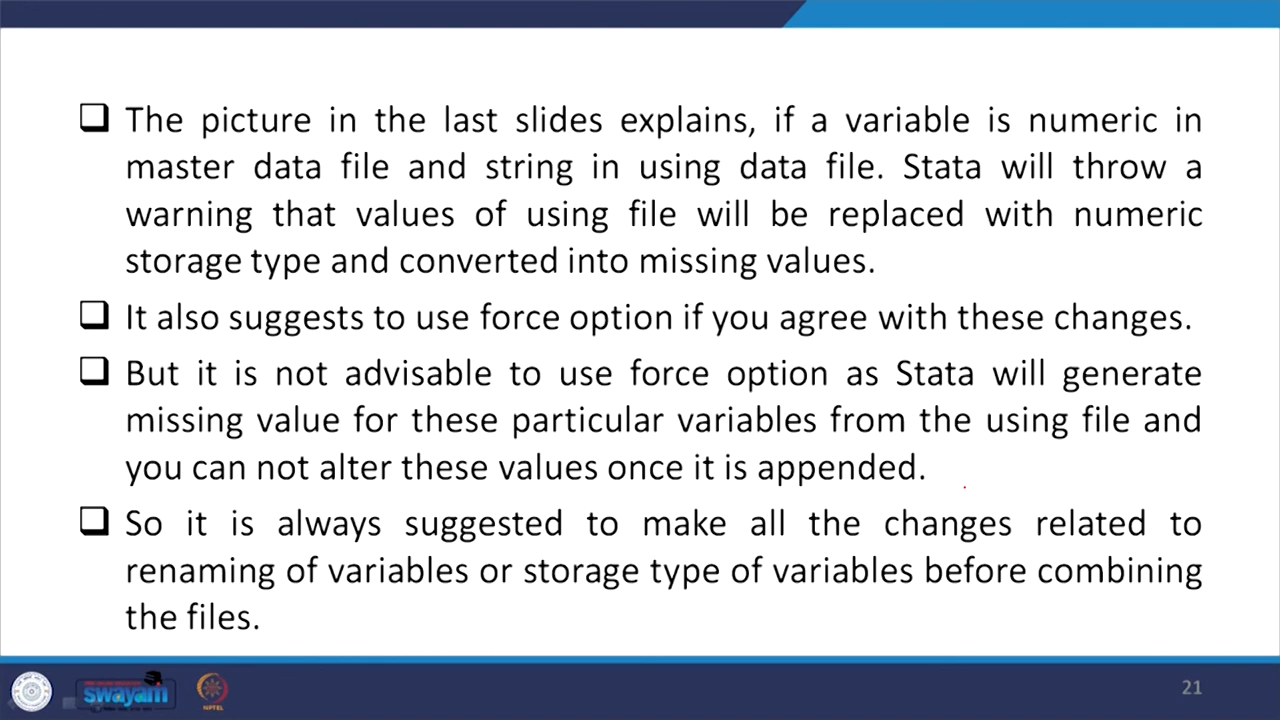 The picture in the last slides explains, if a variable is numeric in
master data file and string in using data file. Stata will throw a
warning that values of using file will be replaced with numeric
storage type and converted into missing values.
It also suggests to use force option if you agree with these changes.
But it is not advisable to use force option as Stata will generate
missing value for these particular variables from the using file and
you can not alter these values once it is appended.
So it is always suggested to make all the changes related to
renaming of variables or storage type of variables before combining
the files.
swayam
NPTEL
21